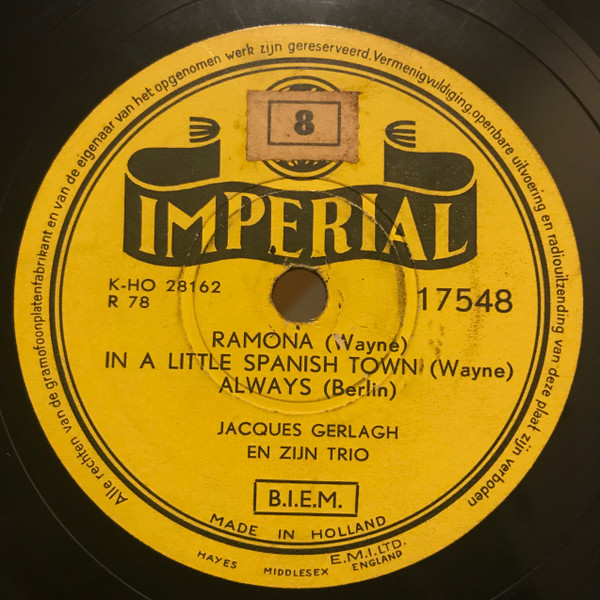 Alle rechten van de gramofoonplatenfabrikant en van de eigenaar van het opgenomen werk zijn gereserveerd. Vermenigvuldiging, openbare uitvoering en radiouitzending van deze plaat zijn verboden
8
IMPERIAL
K-HO 28162
R 78
17548
RAMONA (Wayne)
IN A LITTLE SPANISH TOWN (Wayne)
ALWAYS (Berlin)
JACQUES GERLAGH
EN ZIJN TRIO
B.I.E.M.
MADE IN HOLLAND
HAYES MIDDLESEX ENGLAND
E.M.I. LTD.